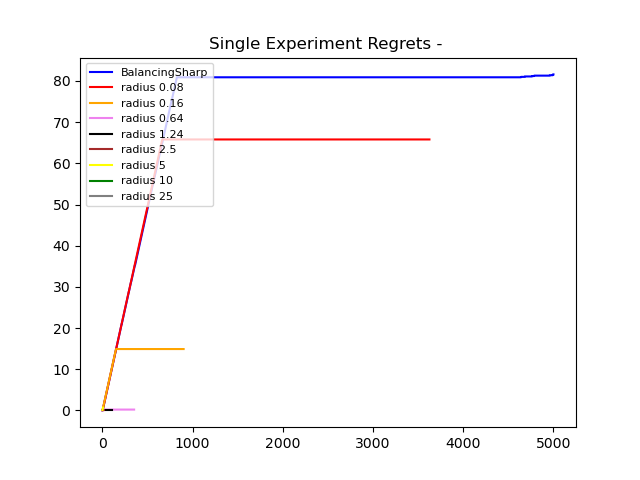 Single Experiment Regrets -
BalancingSharp
radius 0.08
radius 0.16
radius 0.64
radius 1.24
radius 2.5
radius 5
radius 10
radius 25
80
70
60
50
40
30
20
10
0
0 1000 2000 3000 4000 5000